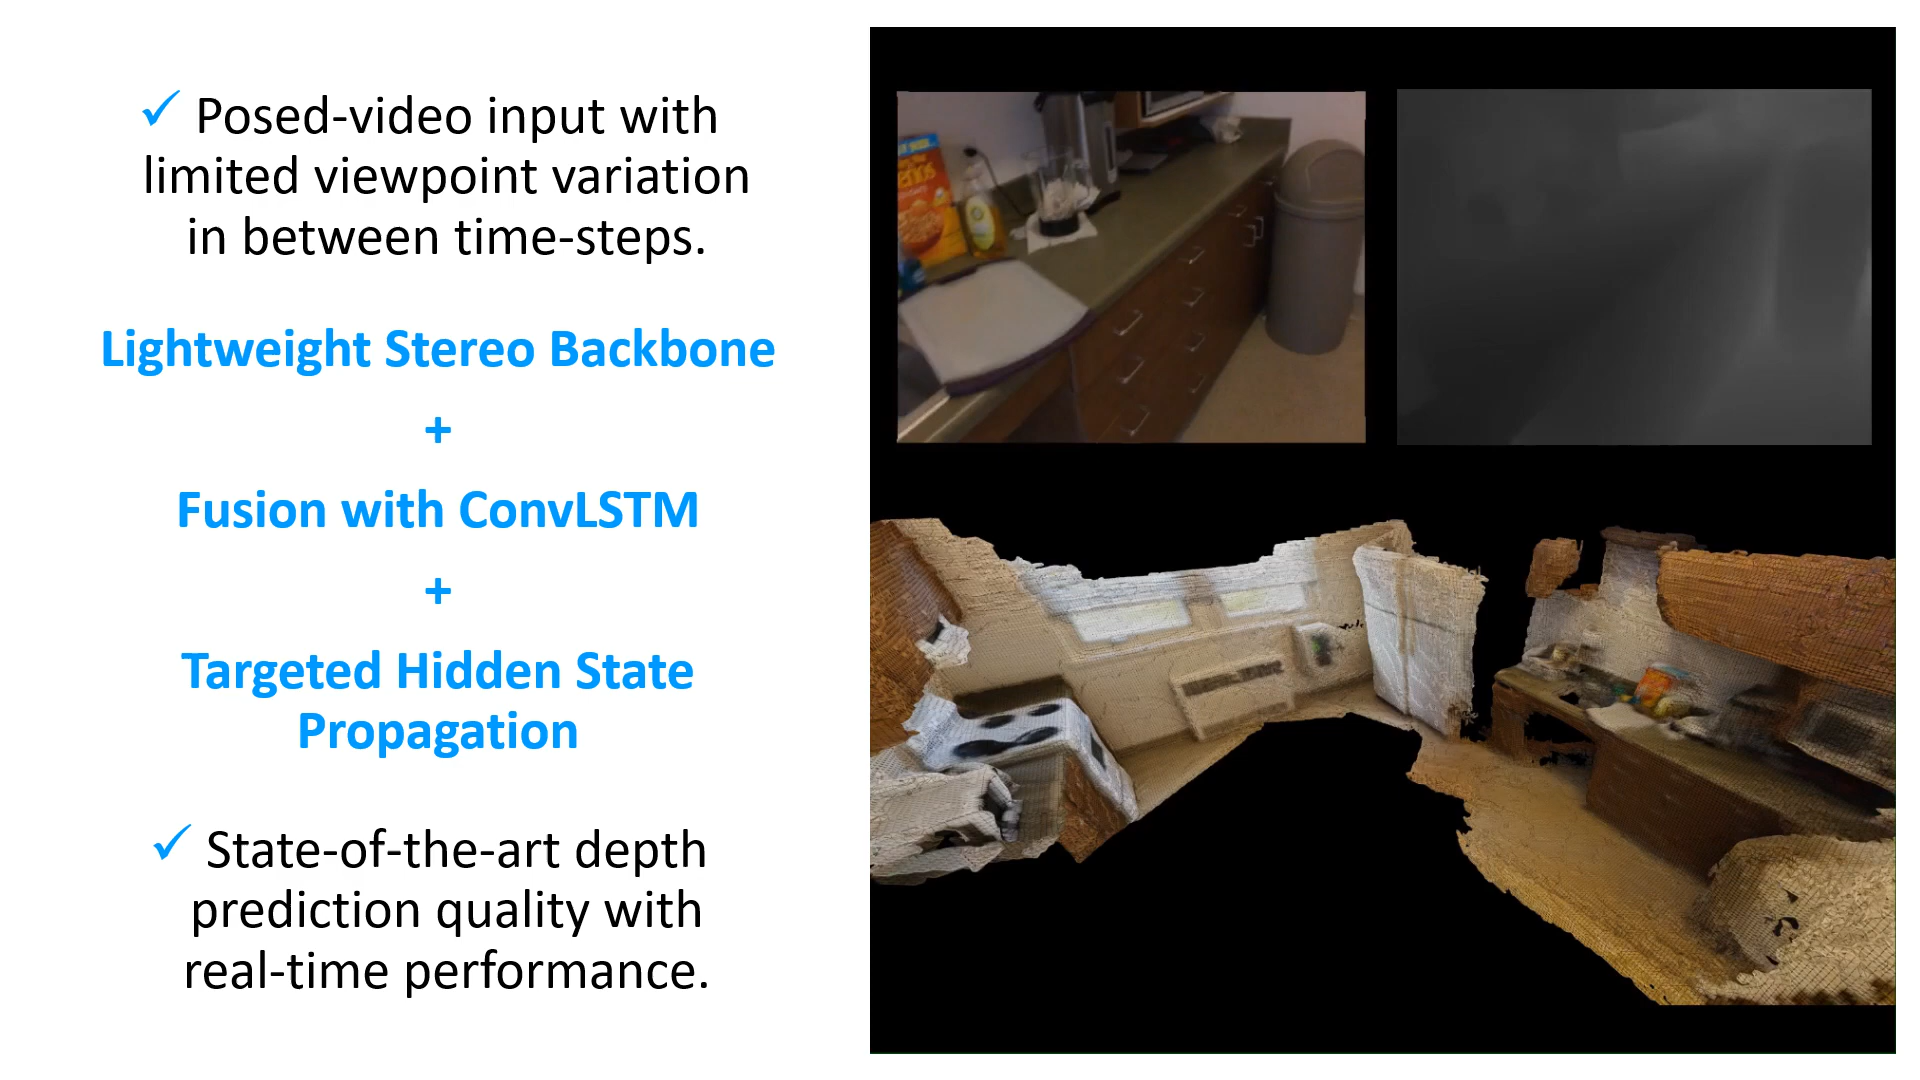 ✓ Posed-video input with
limited viewpoint variation
in between time-steps.
Lightweight Stereo Backbone
+
Fusion with ConvLSTM
+
Targeted Hidden State
Propagation
✓ State-of-the-art depth
prediction quality with
real-time performance.